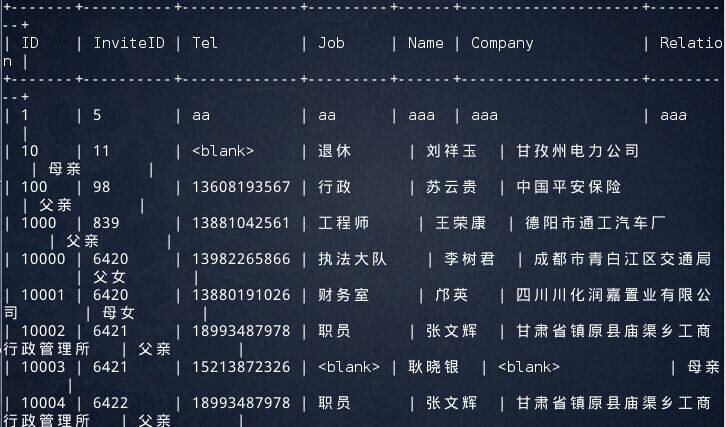 +-------+----------+-------------+---------+------+--------------------+--------
--+
| ID | InviteID | Tel | Job | Name | Company | Relatio
n |
+-------+----------+-------------+---------+------+--------------------+--------
--+
| 1 | 5 | aa | aa | aaa | aaa | aaa
|
| 10 | 11 | <blank> | 退休 | 刘祥玉 | 甘孜州电力公司
| 母亲 |
| 100 | 98 | 13608193567 | 行政 | 苏云贵 | 中国平安保险
| 父亲 |
| 1000 | 839 | 13881042561 | 工程师 | 王荣康 | 德阳市通工汽车厂
| 父亲 |
| 10000 | 6420 | 13982265866 | 执法大队 | 李树君 | 成都市青白江区交通局
| 父女 |
| 10001 | 6420 | 13880191026 | 财务室 | 邝英 | 四川川化润嘉置业有限公
司 | 母女 |
| 10002 | 6421 | 18993487978 | 职员 | 张文辉 | 甘肃省镇原县庙渠乡工商
行政管理所 | 父亲 |
| 10003 | 6421 | 15213872326 | <blank> | 耿晓银 | <blank> | 母亲
|
| 10004 | 6422 | 18993487978 | 职员 | 张文辉 | 甘肃省镇原县庙渠乡工商
行政管理所 | 父亲 |